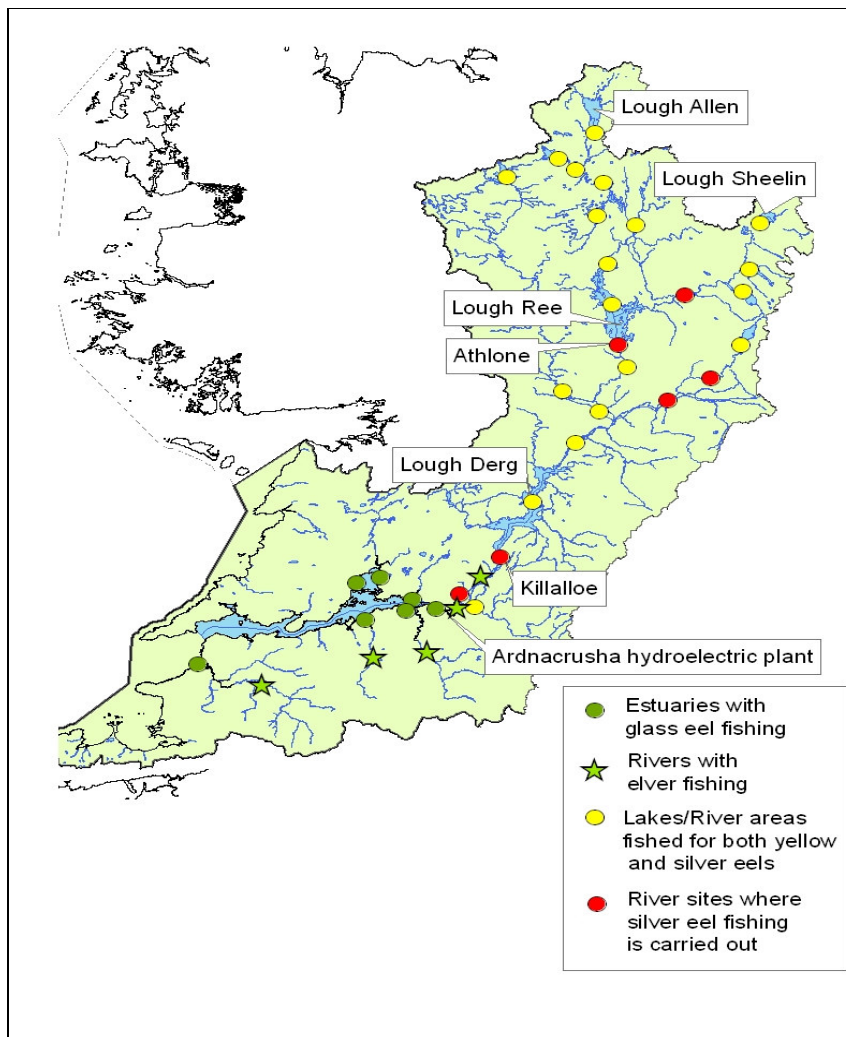 Lough Allen
Lough Sheelin
Lough Ree
Athlone
Lough Derg
Killalloe
Ardnacrusha hydroelectric plant
Estuaries with
glass eel fishing
Rivers with
elver fishing
Lakes/River areas
fished for both yellow
and silver eels
River sites where
silver eel fishing
is carried out